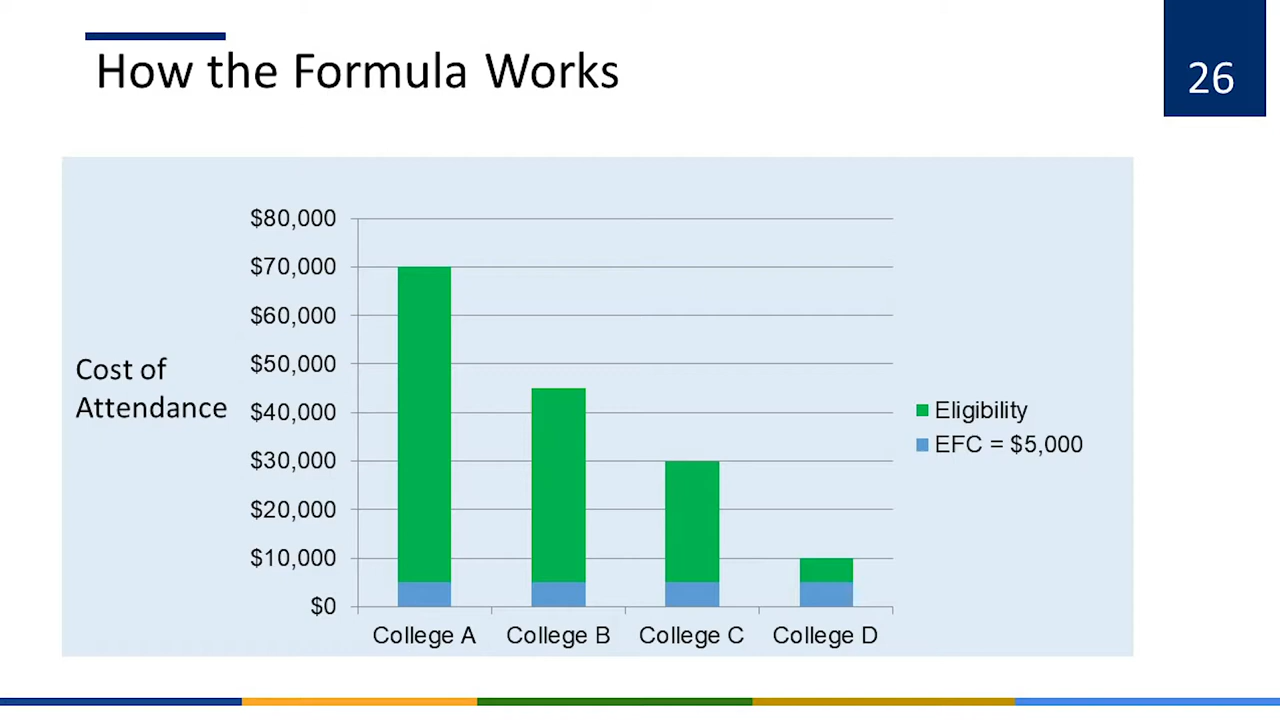 How the Formula Works
26
$80,000
$70,000
$60,000
$50,000
Cost of
Attendance
$40,000
$30,000
$20,000
$10,000
$0
College A College B College C College D
Eligibility
EFC = $5,000